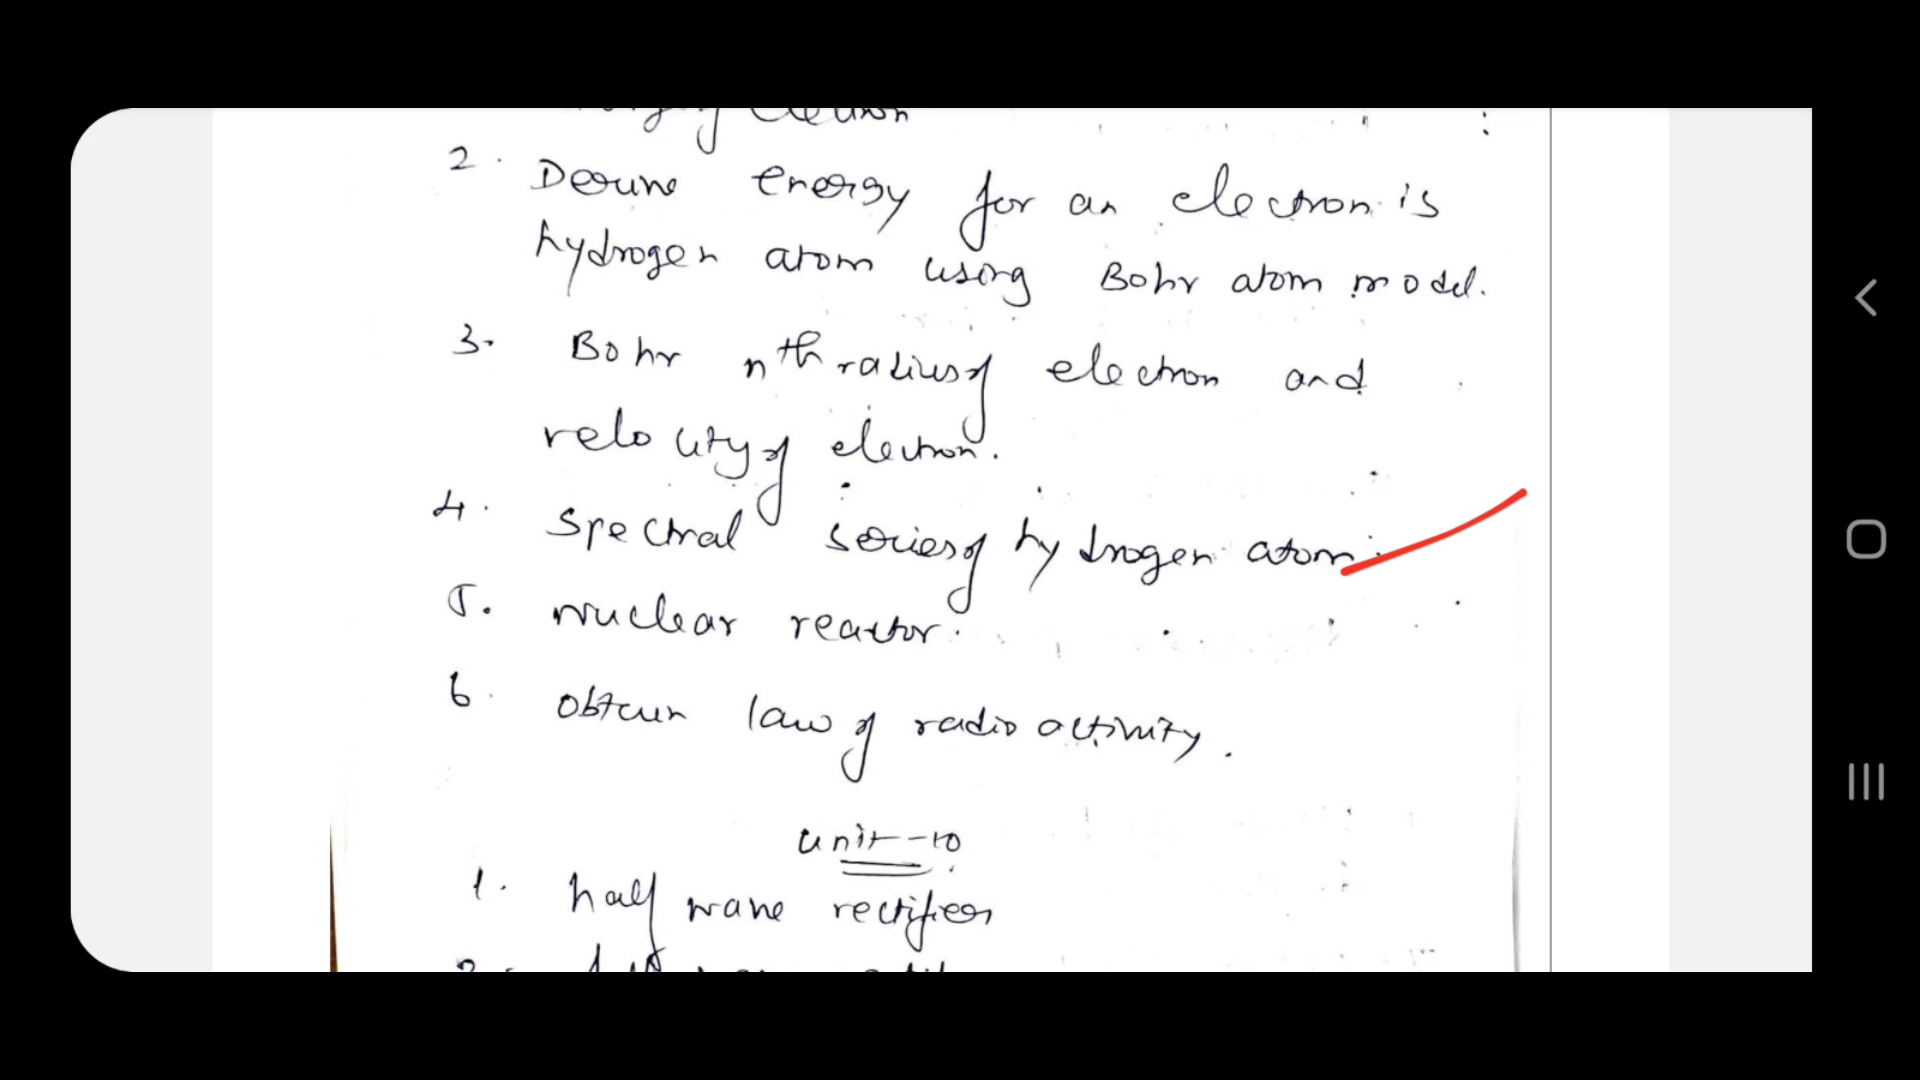 electron
2. Derive energy for an electron is
hydrogen atom using Bohr atom model.
3. Bohr nth radius of electron and
velocity of electron.
4. Spectral series of hydrogen atom.
5. nuclear reactor.
6. obtain law of radio activity.
unit-10
1. half wave rectifier
2.